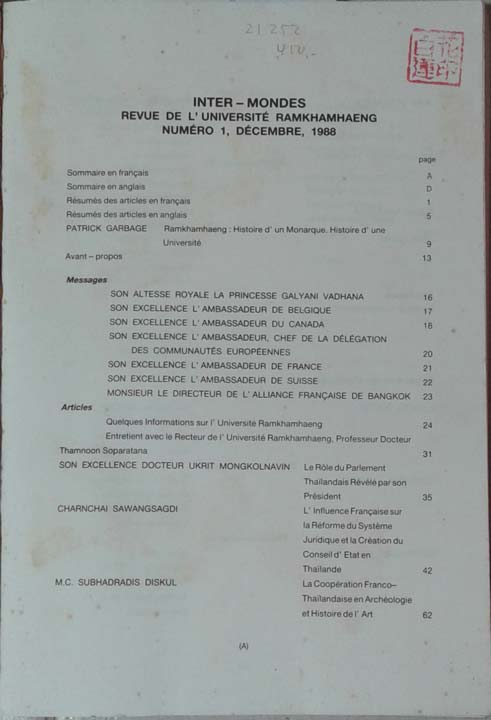 21 252
INTER – MONDES
REVUE DE L' UNIVERSITÉ RAMKHAMHAENG
NUMÉRO 1, DÉCEMBRE, 1988
page
Sommaire en français A
Sommaire en anglais D
Résumés des articles en français 1
Résumés des articles en anglais 5
PATRICK GARBAGE Ramkhamhaeng : Histoire d' un Monarque. Histoire d' une
Université 9
Avant – propos 13
Messages
SON ALTESSE ROYALE LA PRINCESSE GALYANI VADHANA 16
SON EXCELLENCE L' AMBASSADEUR DE BELGIQUE 17
SON EXCELLENCE L' AMBASSADEUR DU CANADA 18
SON EXCELLENCE L' AMBASSADEUR, CHEF DE LA DÉLÉGATION
DES COMMUNAUTÉS EUROPÉENNES 20
SON EXCELLENCE L' AMBASSADEUR DE FRANCE 21
SON EXCELLENCE L' AMBASSADEUR DE SUISSE 22
MONSIEUR LE DIRECTEUR DE L' ALLIANCE FRANÇAISE DE BANGKOK 23
Articles
Quelques Informations sur l' Université Ramkhamhaeng 24
Entretien avec le Recteur de l' Université Ramkhamhaeng, Professeur Docteur
Thamnoon Soparatana 31
SON EXCELLENCE DOCTEUR UKRIT MONGKOLNAVIN Le Rôle du Parlement
Thaïlandais Révélé par son
Président 35
CHARNCHAI SAWANGSAGDI L' Influence Française sur
la Réforme du Système
Juridique et la Création du
Conseil d' Etat en
Thaïlande 42
M.C. SUBHADRADIS DISKUL La Coopération Franco–
Thaïlandaise en Archéologie
et Histoire de l' Art 62
(A)